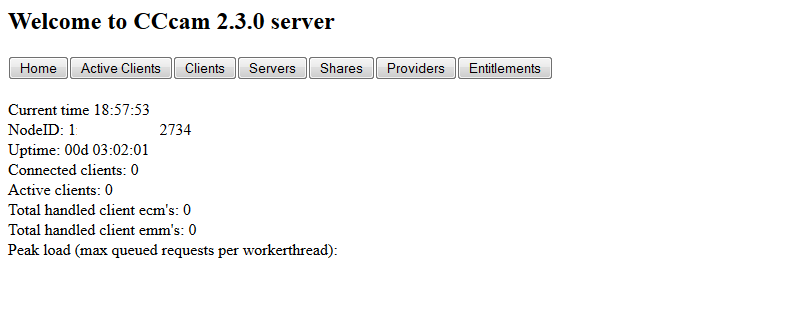 Welcome to CCcam 2.3.0 server
Home Active Clients Clients Servers Shares Providers Entitlements
Current time 18:57:53
NodeID: 1 2734
Uptime: 00d 03:02:01
Connected clients: 0
Active clients: 0
Total handled client ecm's: 0
Total handled client emm's: 0
Peak load (max queued requests per workerthread):